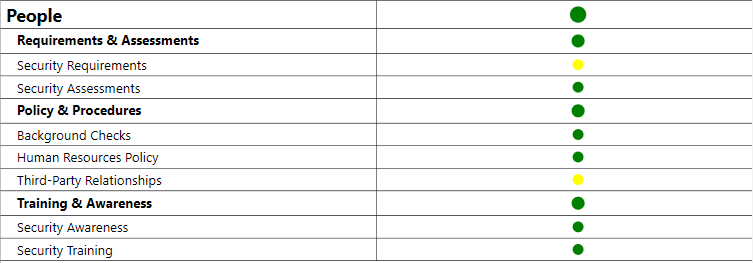 People
Requirements & Assessments
Security Requirements
Security Assessments
Policy & Procedures
Background Checks
Human Resources Policy
Third-Party Relationships
Training & Awareness
Security Awareness
Security Training